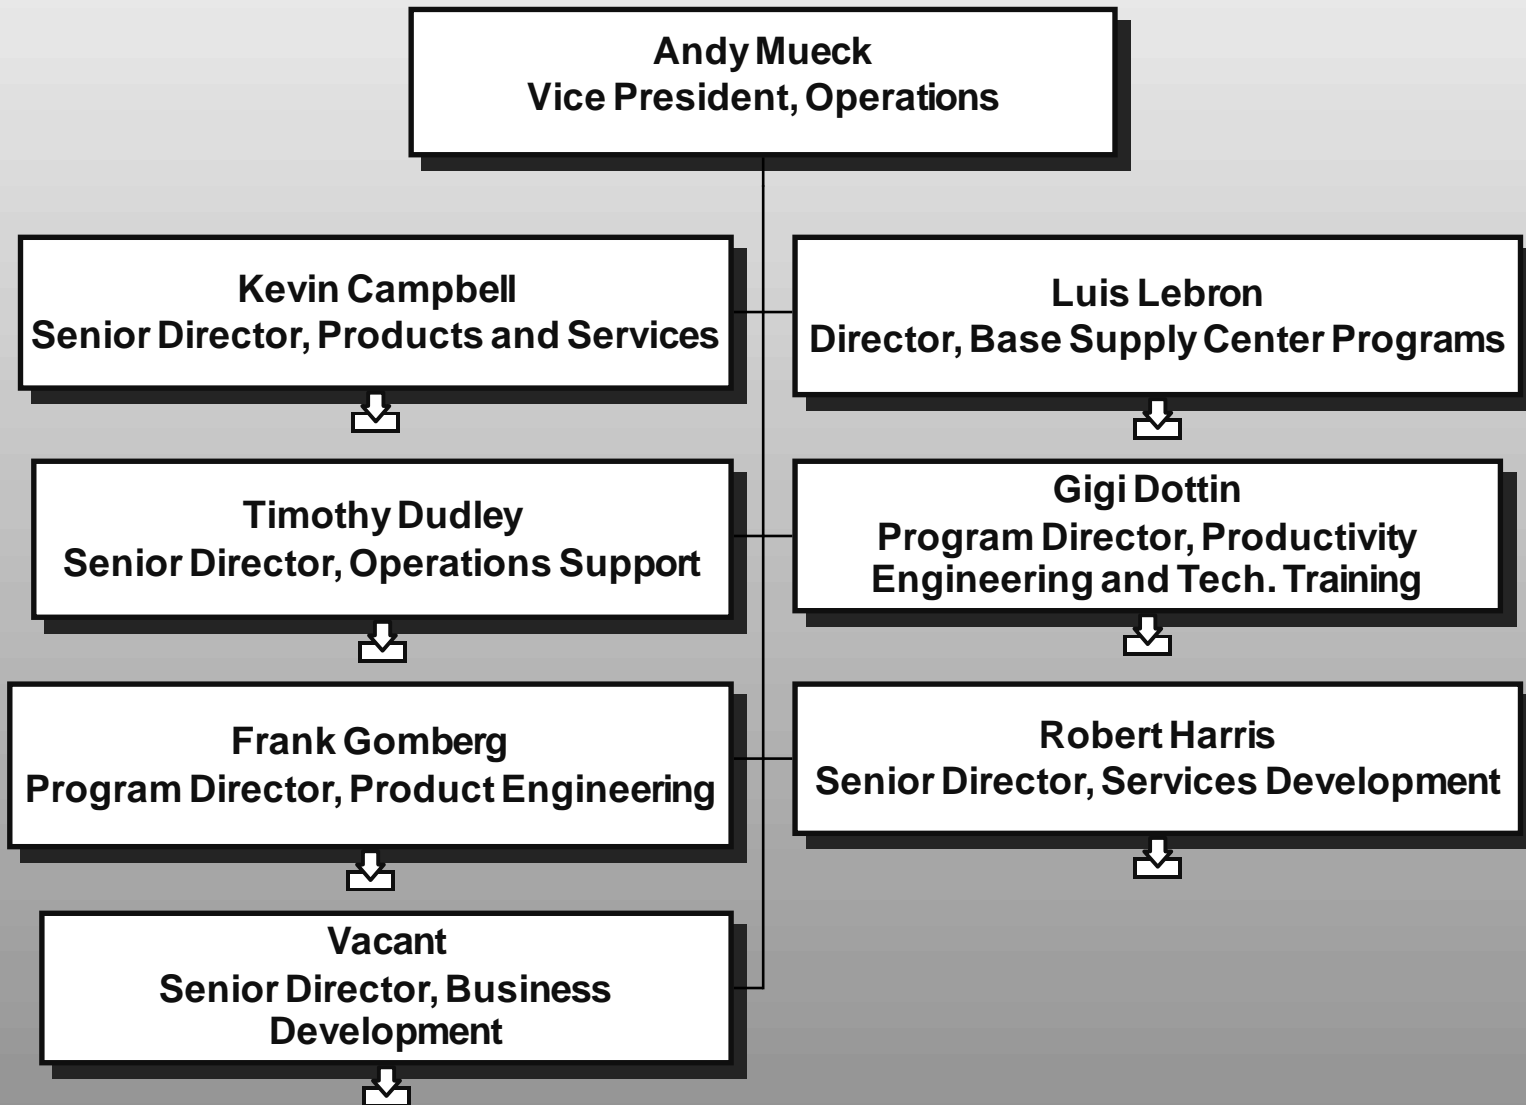 Andy Mueck
Vice President, Operations
Kevin Campbell
Senior Director, Products and Services
Luis Lebron
Director, Base Supply Center Programs
Timothy Dudley
Senior Director, Operations Support
Gigi Dottin
Program Director, Productivity
Engineering and Tech. Training
Frank Gomberg
Program Director, Product Engineering
Robert Harris
Senior Director, Services Development
Vacant
Senior Director, Business
Development